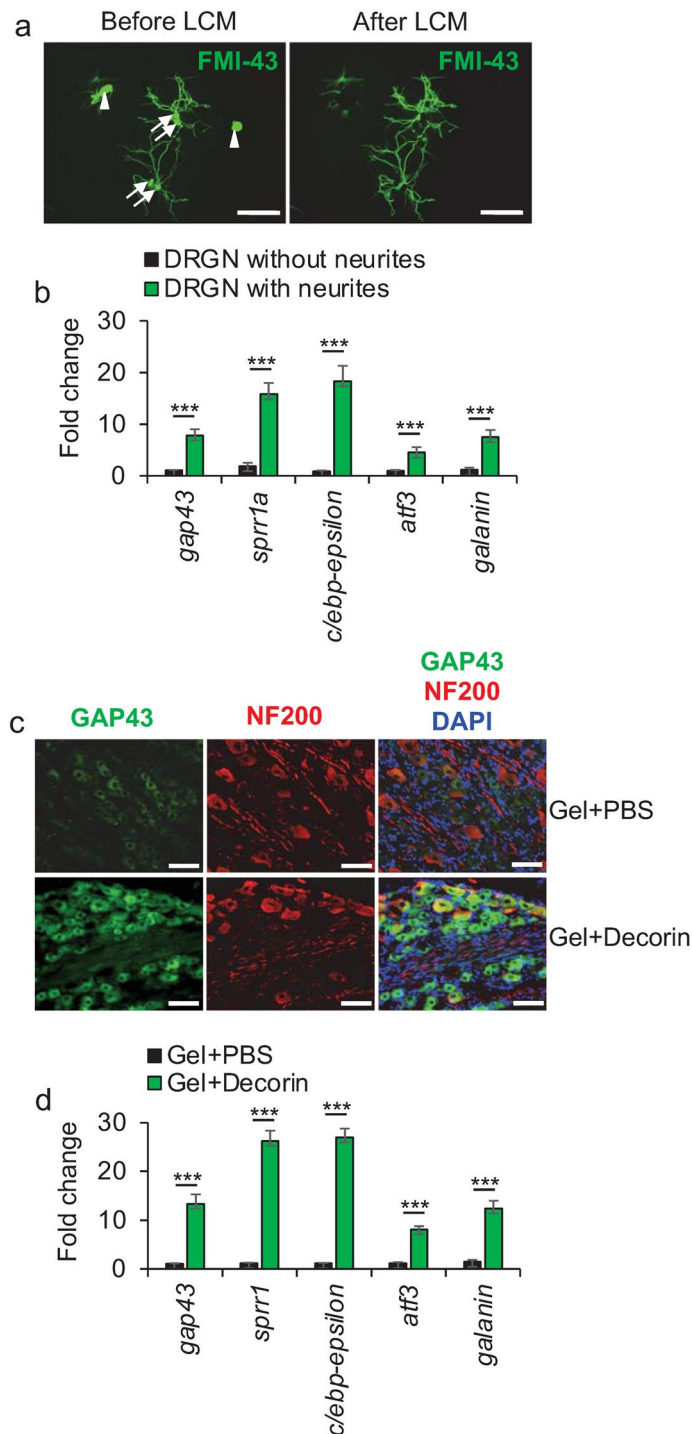 a
Before LCM
After LCM
FMI-43
FMI-43
DRGN without neurites
DRGN with neurites
b
Fold change
30
20
10
0
***
***
***
***
***
gap43
sprr1a
c/ebp-epsilon
atf3
galanin
c
GAP43
NF200
GAP43
NF200
DAPI
Gel+PBS
Gel+Decorin
Gel+PBS
Gel+Decorin
d
Fold change
30
20
10
0
***
***
***
***
***
gap43
sprr1
c/ebp-epsilon
atf3
galanin